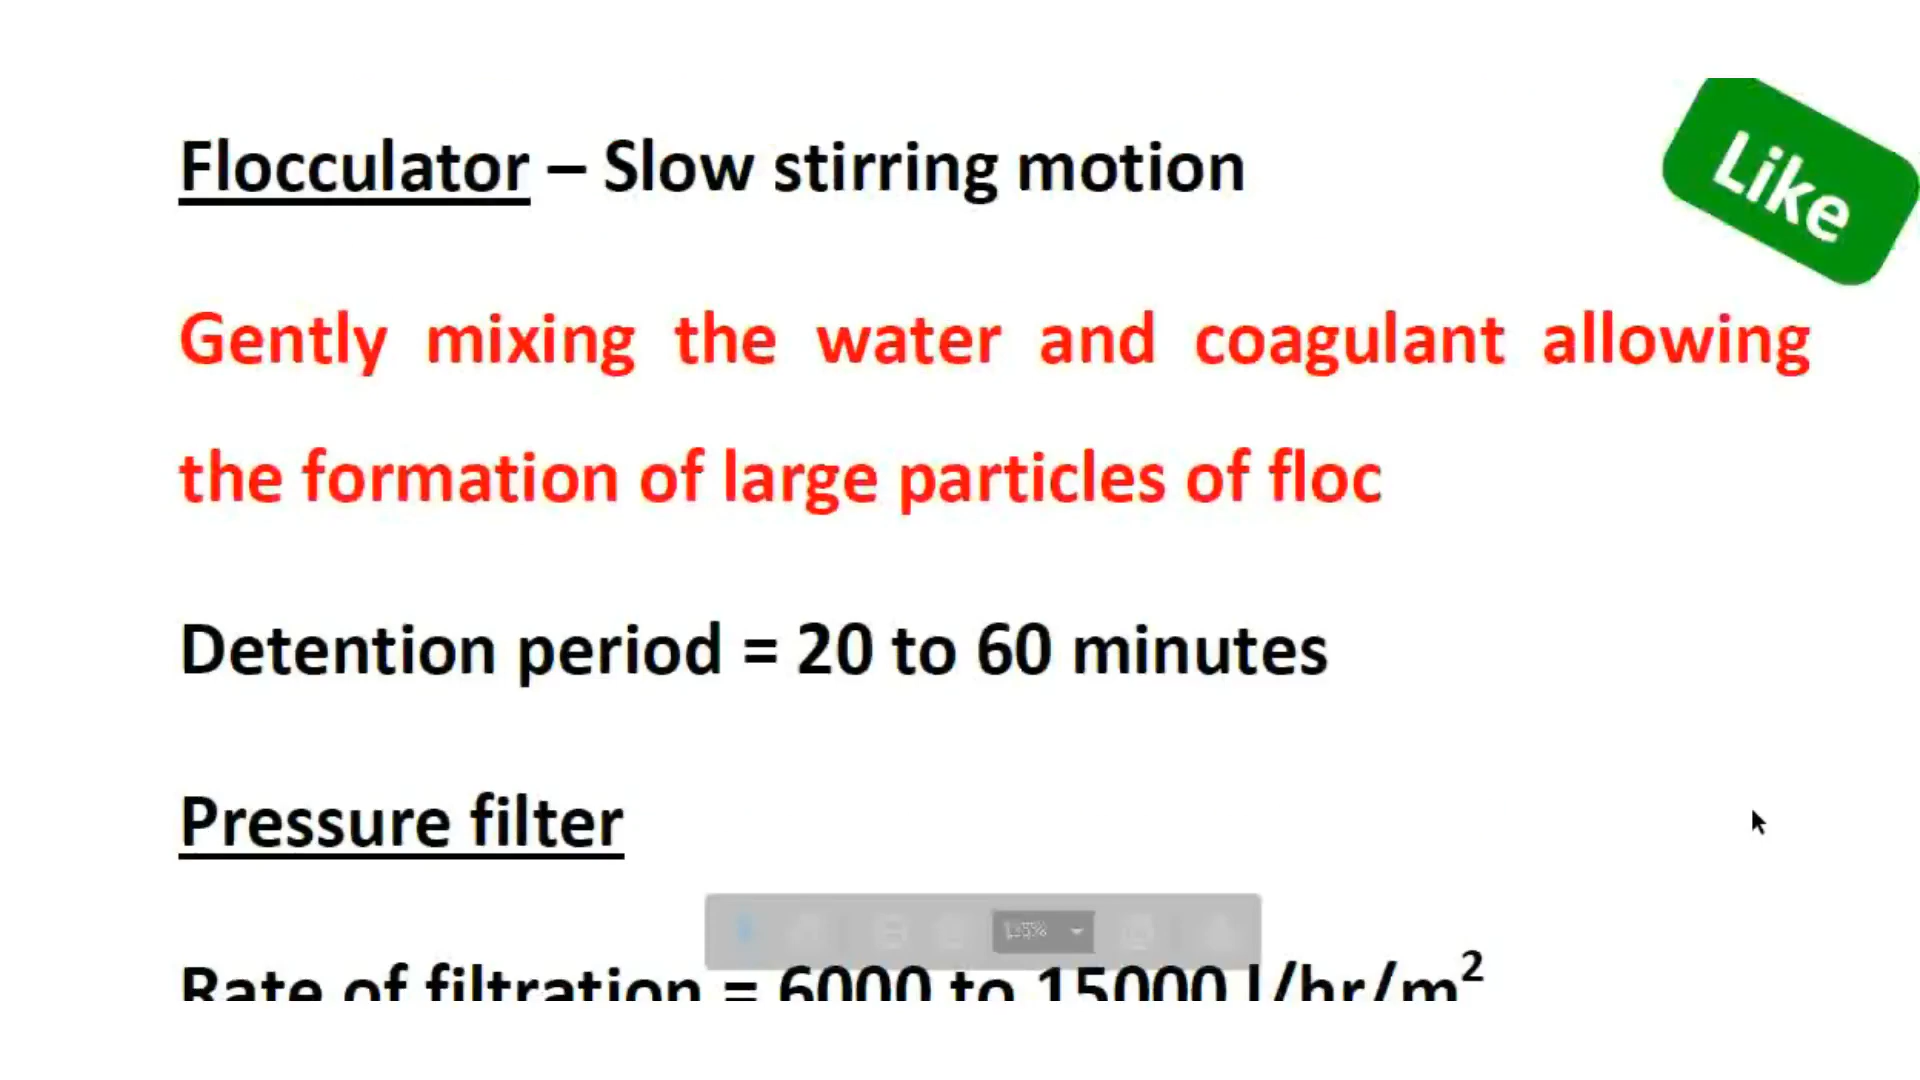 Flocculator – Slow stirring motion
Like
Gently mixing the water and coagulant allowing
the formation of large particles of floc
Detention period = 20 to 60 minutes
Pressure filter
Rate of filtration = 6000 to 15000 l/hr/m²